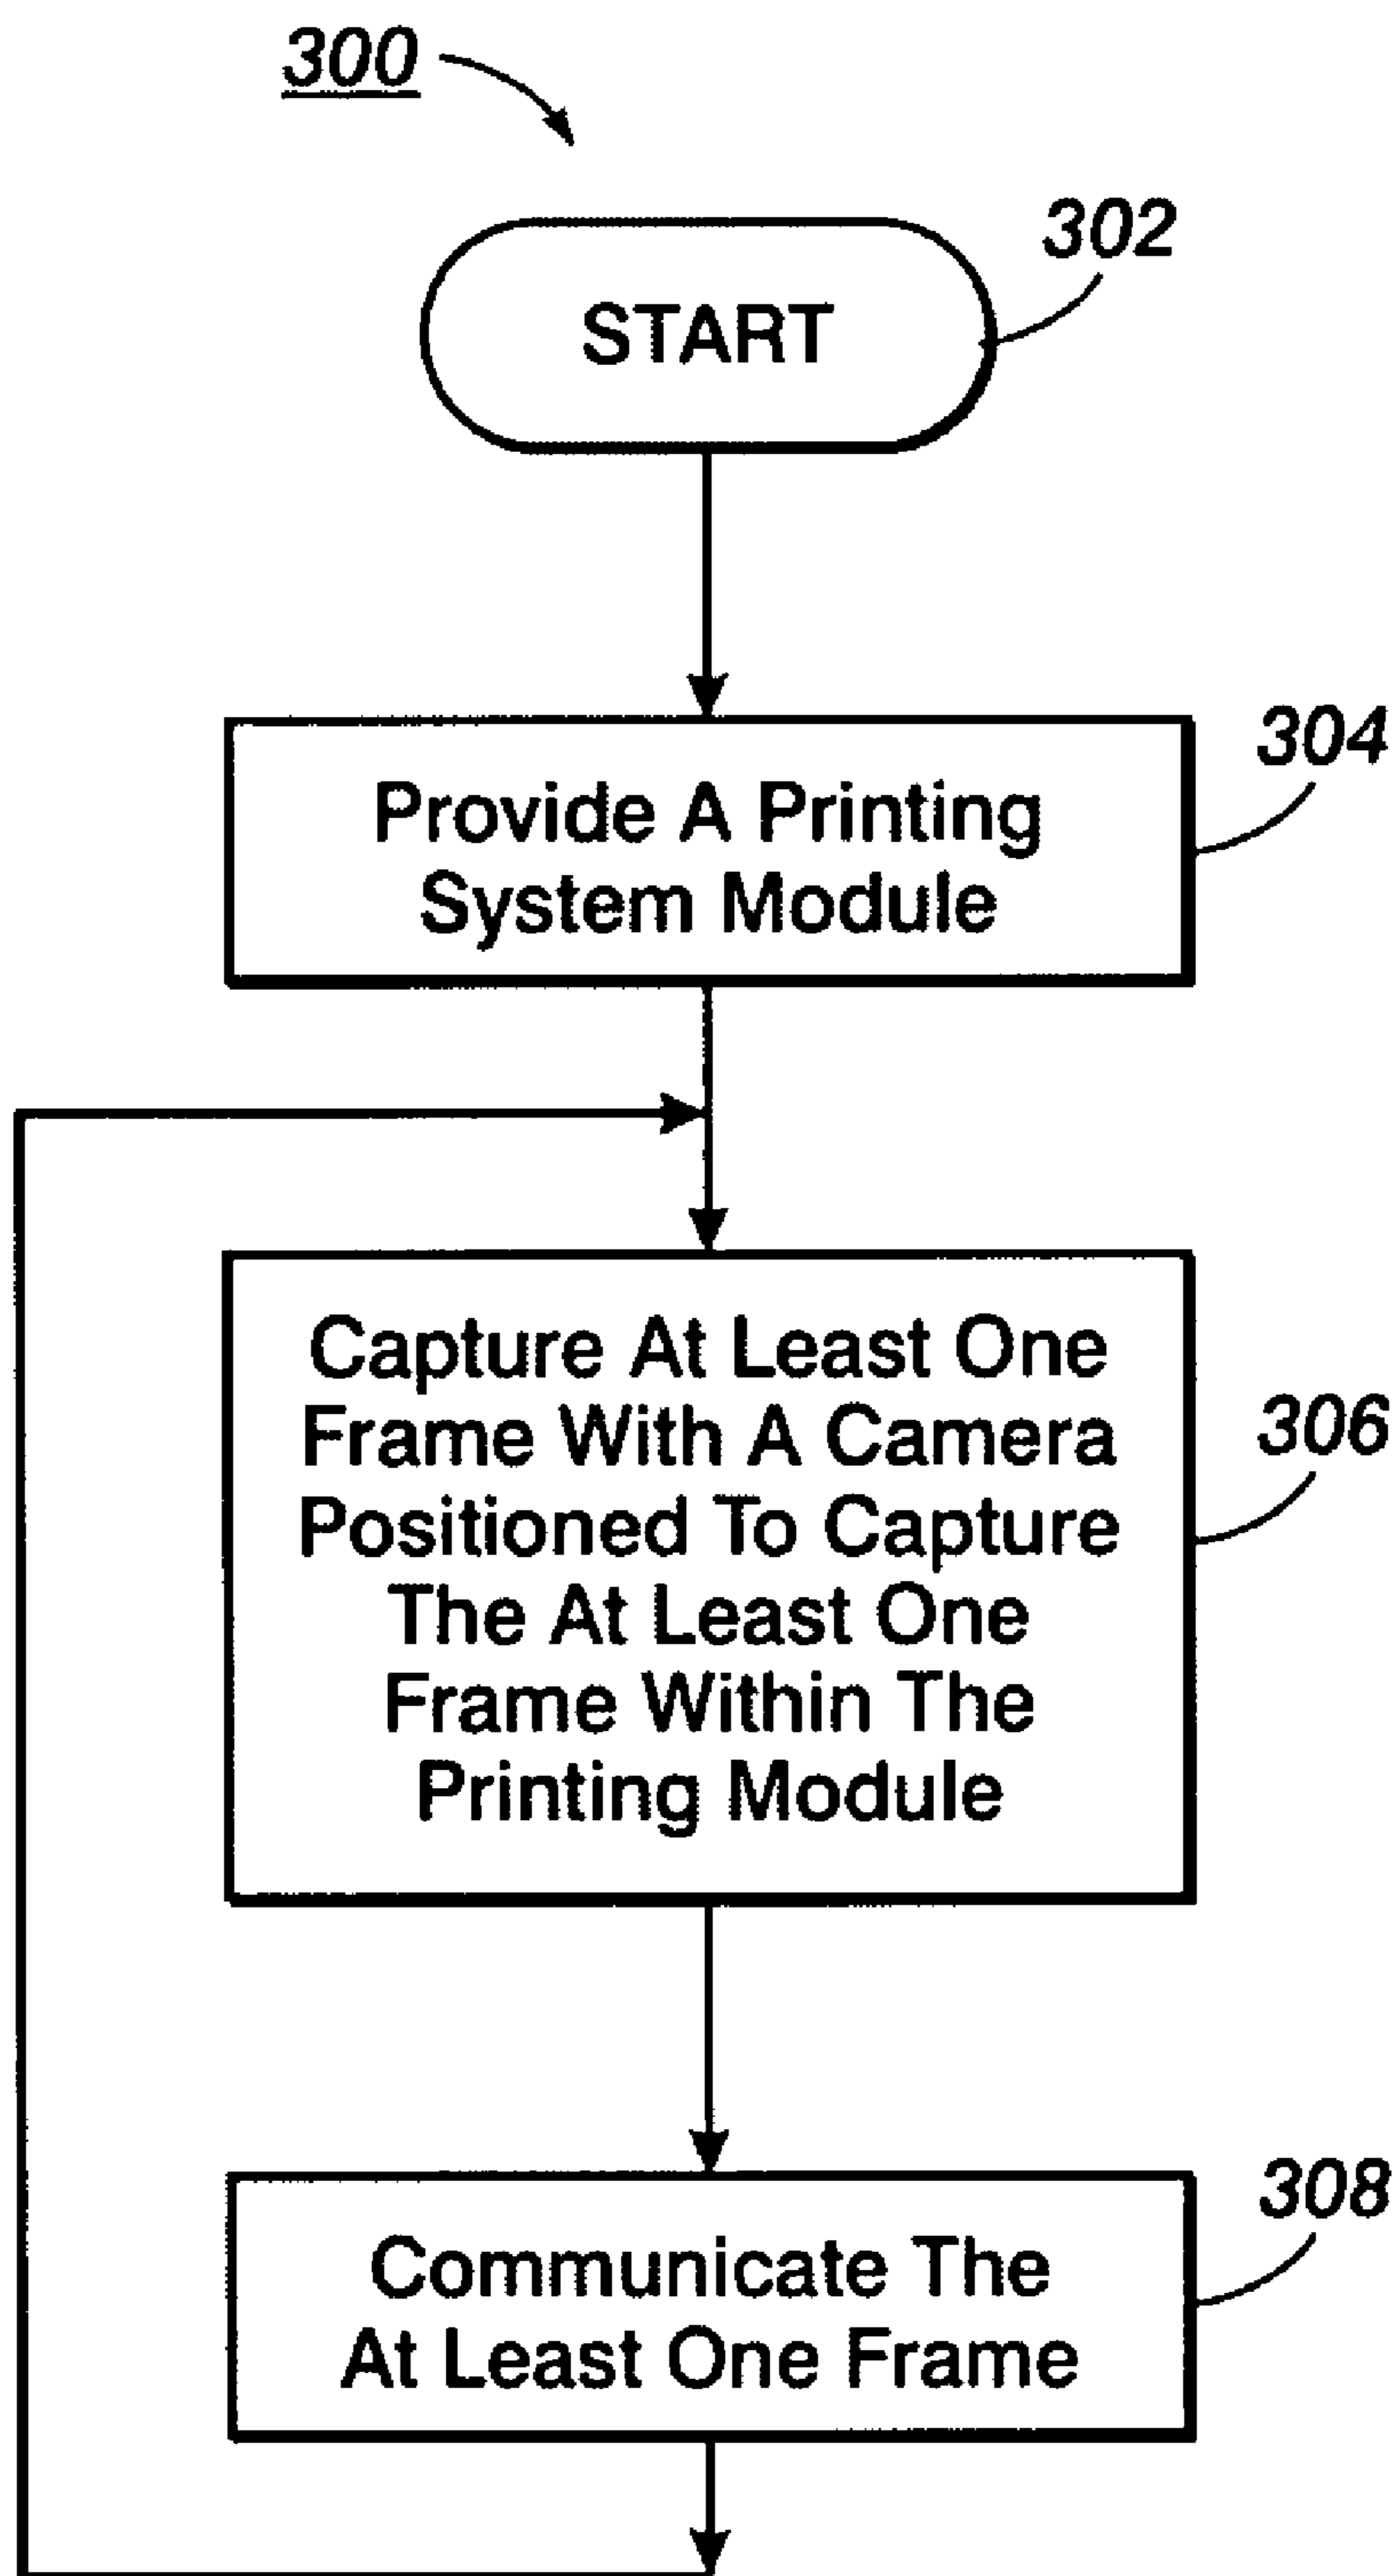 300
302
START
304
Provide A Printing
System Module
306
Capture At Least One
Frame With A Camera
Positioned To Capture
The At Least One
Frame Within The
Printing Module
308
Communicate The
At Least One Frame